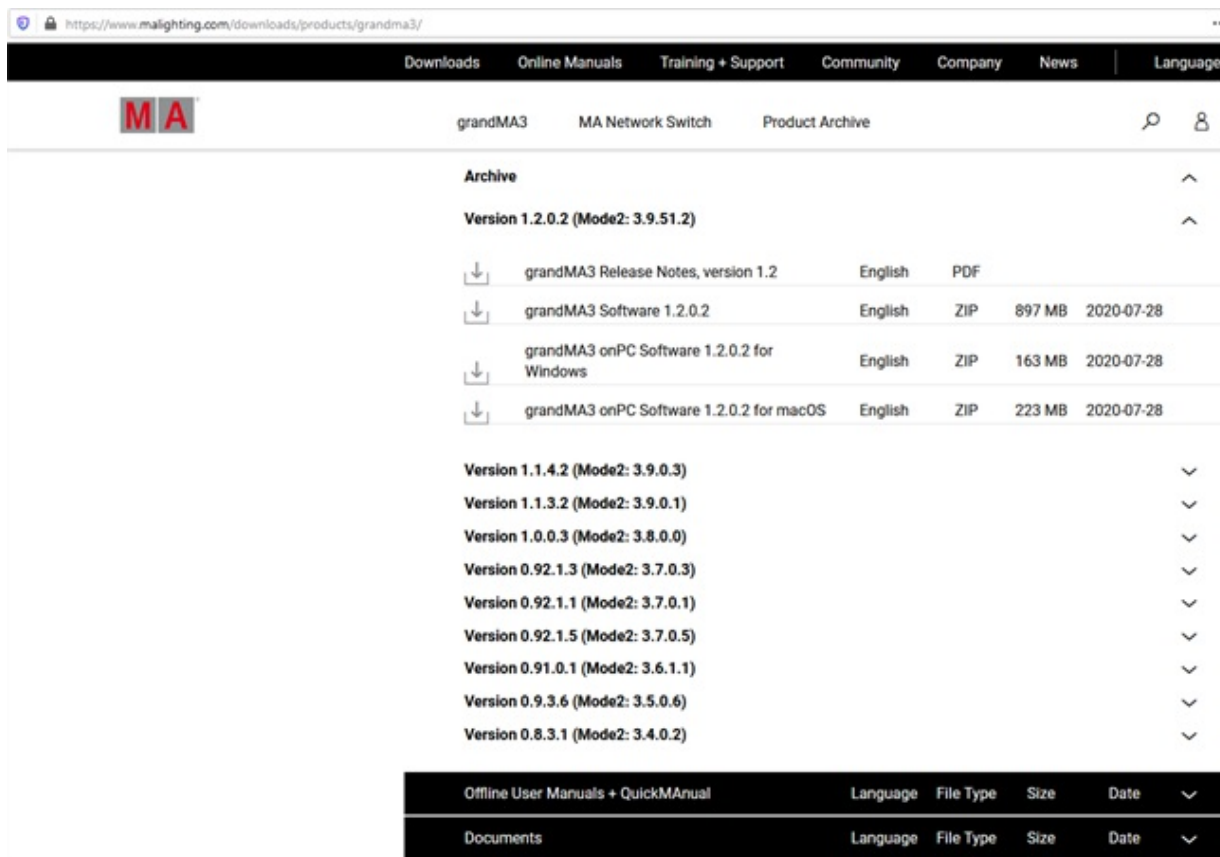 https://www.malighting.com/downloads/products/grandma3/
Downloads Online Manuals Training + Support Community Company News Language
MA
grandMA3 MA Network Switch Product Archive
Archive
Version 1.2.0.2 (Mode2: 3.9.51.2)
grandMA3 Release Notes, version 1.2 English PDF
grandMA3 Software 1.2.0.2 English ZIP 897 MB 2020-07-28
grandMA3 onPC Software 1.2.0.2 for
Windows English ZIP 163 MB 2020-07-28
grandMA3 onPC Software 1.2.0.2 for macOS English ZIP 223 MB 2020-07-28
Version 1.1.4.2 (Mode2: 3.9.0.3)
Version 1.1.3.2 (Mode2: 3.9.0.1)
Version 1.0.0.3 (Mode2: 3.8.0.0)
Version 0.92.1.3 (Mode2: 3.7.0.3)
Version 0.92.1.1 (Mode2: 3.7.0.1)
Version 0.92.1.5 (Mode2: 3.7.0.5)
Version 0.91.0.1 (Mode2: 3.6.1.1)
Version 0.9.3.6 (Mode2: 3.5.0.6)
Version 0.8.3.1 (Mode2: 3.4.0.2)
Offline User Manuals + QuickMAnual Language File Type Size Date
Documents Language File Type Size Date